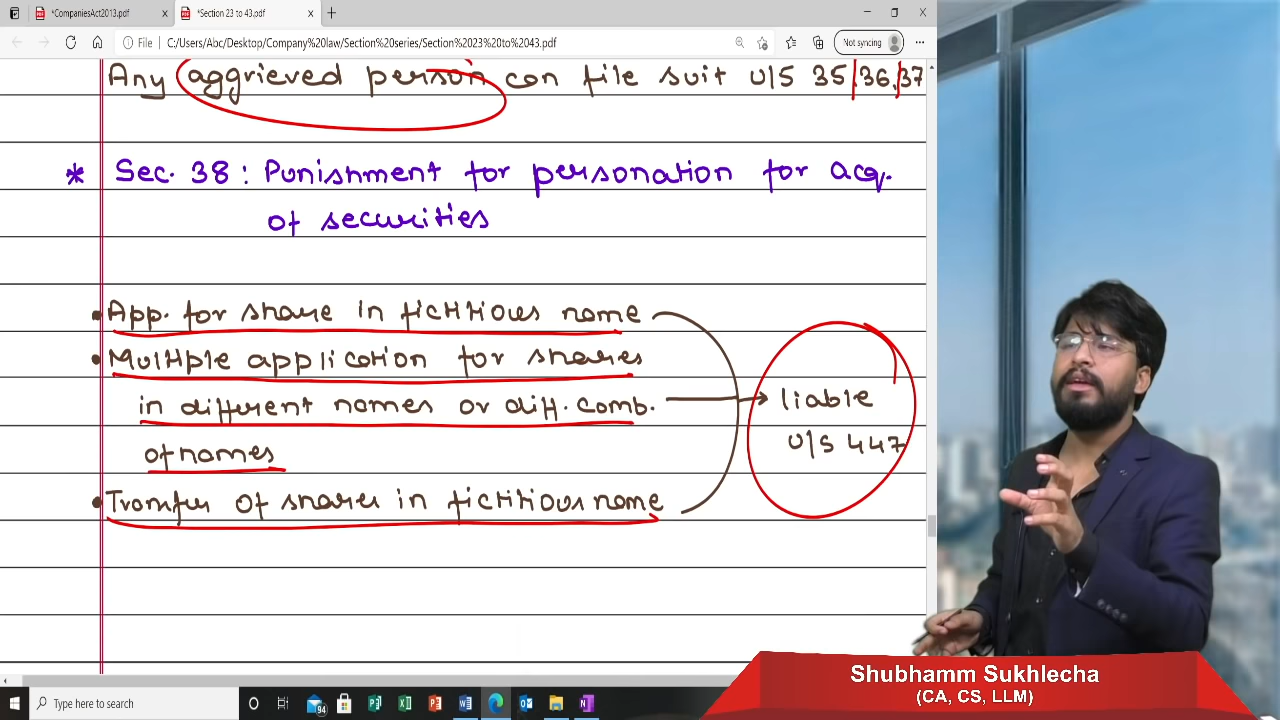 *CompaniesAct2013.pdf
*Section 23 to 43.pdf
File
C:/Users/Abc/Desktop/Company%20law/Section%20series/Section%2023%20to%2043.pdf
Not syncing
Any aggrieved person can file suit U/S 35, 36, 37
* Sec. 38 : Punishment for personation for acq.
of securities
• App. for share in fictitious name
• Multiple application for shares
in different names or diff. comb.
of names
• Transfer of shares in fictitious name
liable
U/S 447
Shubhamm Sukhlecha
(CA, CS, LLM)
Type here to search
94